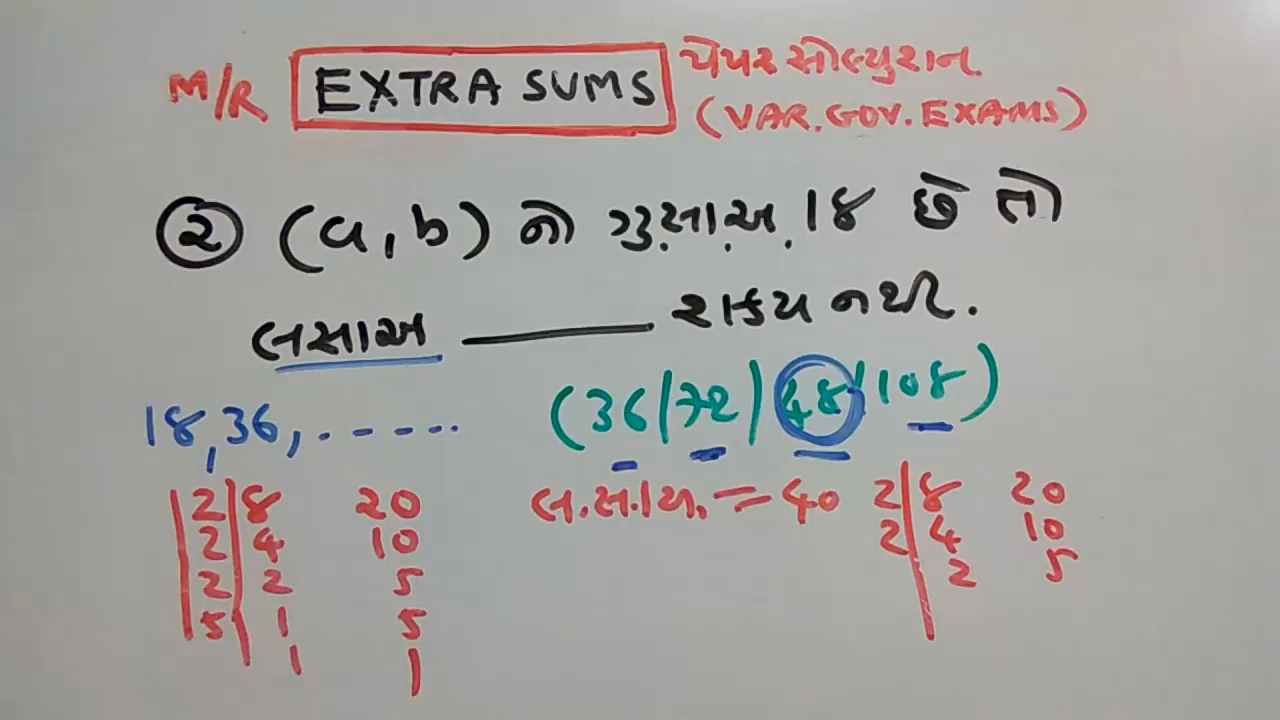 M/R EXTRA SUMS પેપર સોલ્યુશન.
(VAR. GOV. EXAMS)
૨ (a, b) નો ગુ.સા.અ. 18 છે તો
લસાઅ ______ શક્ય નથી.
(36/72/48/108)
18, 36, ......
લ.સા.અ. = 40
2 8 20
2 4 10
2 2 5
5 1 5
1 1
2 8 20
2 4 10
2 5